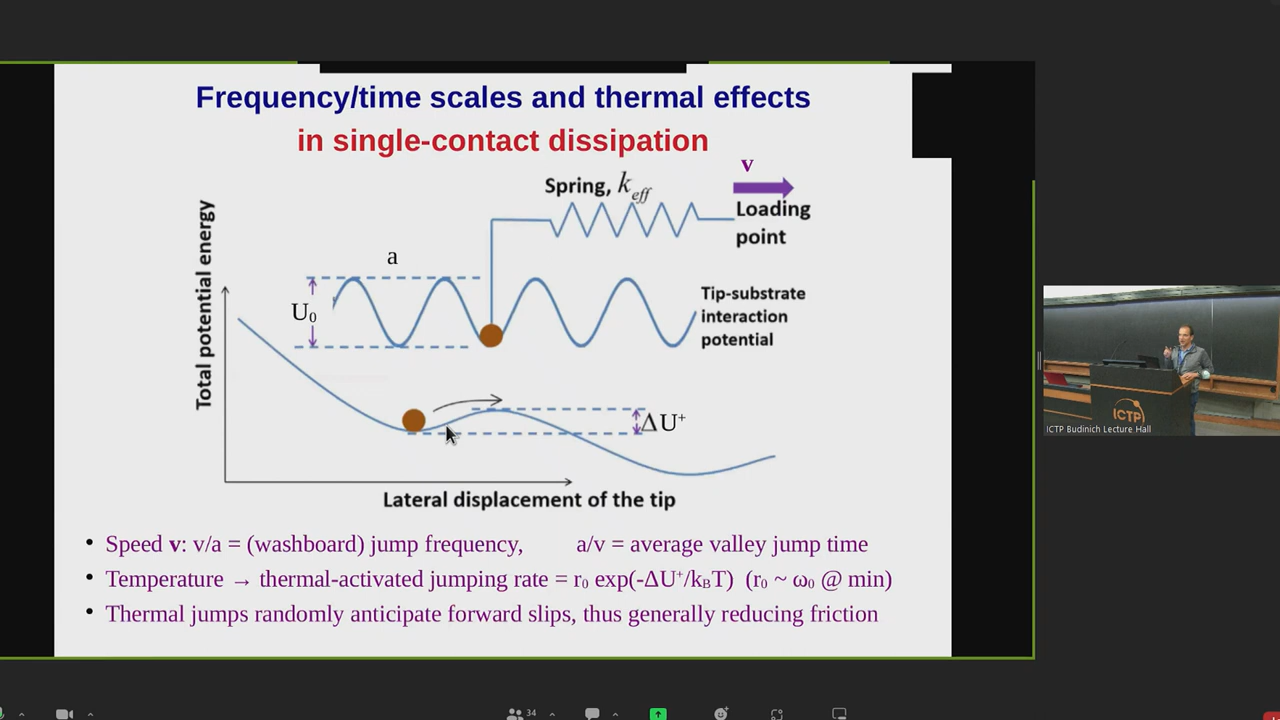 Frequency/time scales and thermal effects
in single-contact dissipation
v
Spring, k_eff
Loading
point
a
U₀
Tip-substrate
interaction
potential
Total potential energy
ΔU⁺
Lateral displacement of the tip
• Speed v: v/a = (washboard) jump frequency, a/v = average valley jump time
• Temperature → thermal-activated jumping rate = r₀ exp(-ΔU⁺/k_BT) (r₀ ~ ω₀ @ min)
• Thermal jumps randomly anticipate forward slips, thus generally reducing friction
ICTP
ICTP Budinich Lecture Hall
34